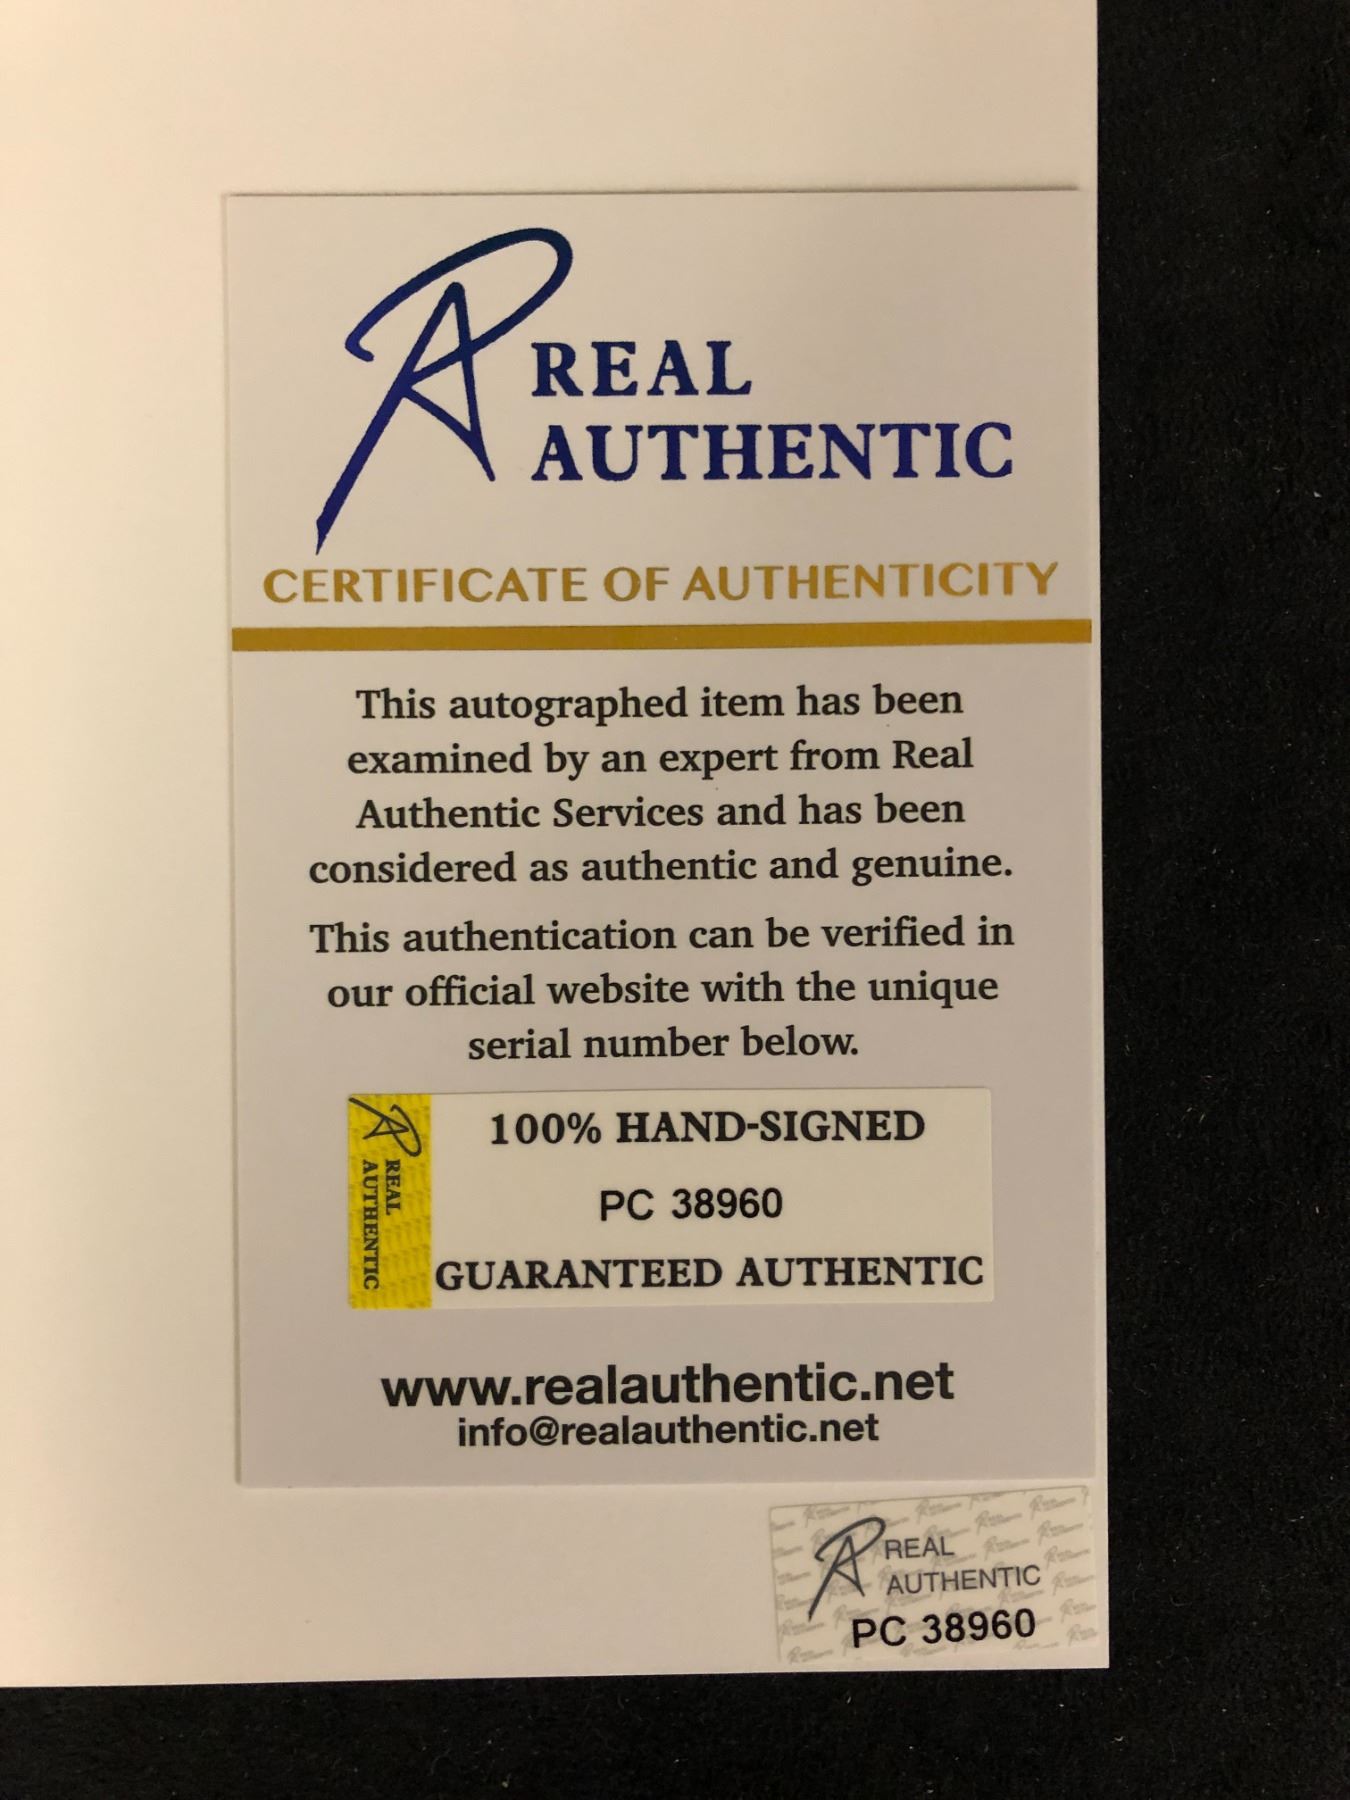 REAL
AUTHENTIC
CERTIFICATE OF AUTHENTICITY
This autographed item has been
examined by an expert from Real
Authentic Services and has been
considered as authentic and genuine.
This authentication can be verified in
our official website with the unique
serial number below.
REAL
AUTHENTIC
100% HAND-SIGNED
PC 38960
GUARANTEED AUTHENTIC
www.realauthentic.net
info@realauthentic.net
REAL
AUTHENTIC
PC 38960